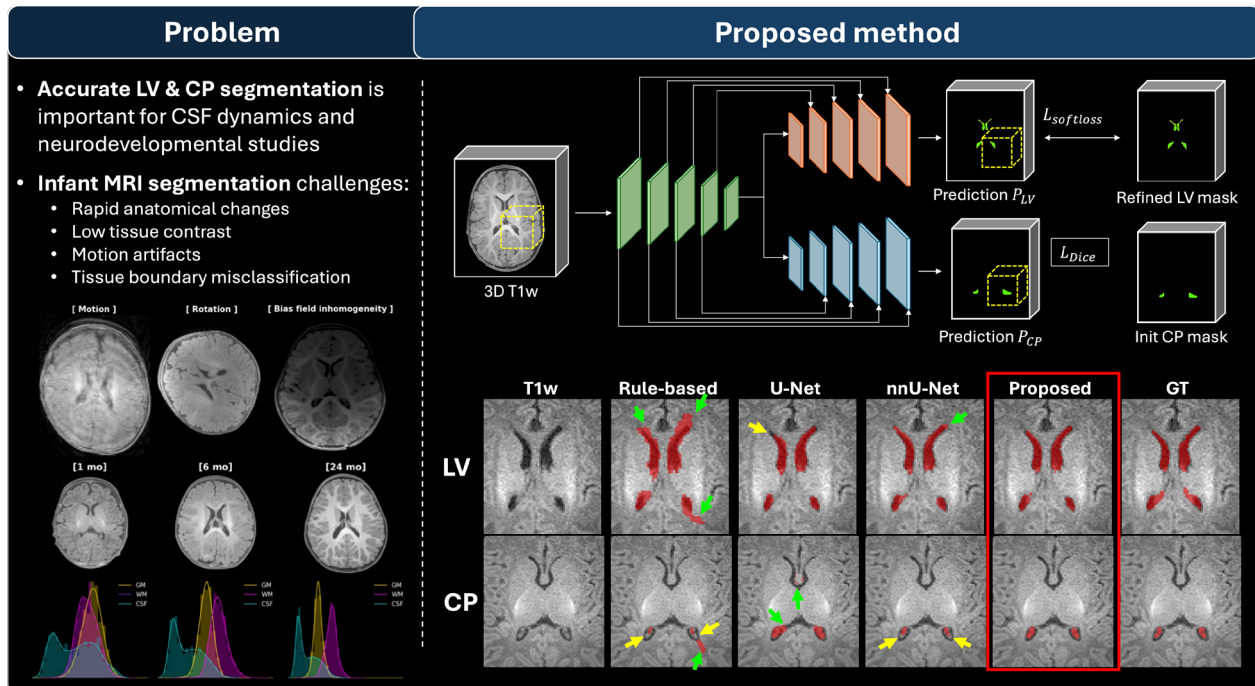 Problem
Proposed method
• Accurate LV & CP segmentation is
important for CSF dynamics and
neurodevelopmental studies
• Infant MRI segmentation challenges:
• Rapid anatomical changes
• Low tissue contrast
• Motion artifacts
• Tissue boundary misclassification
[ Motion ]
[ Rotation ]
[ Bias field inhomogeneity ]
[1 mo]
[6 mo]
[24 mo]
GM
WM
CSF
GM
WM
CSF
GM
WM
CSF
3D T1w
Prediction P_LV
L_softloss
Refined LV mask
L_Dice
Prediction P_CP
Init CP mask
T1w
Rule-based
U-Net
nnU-Net
Proposed
GT
LV
CP